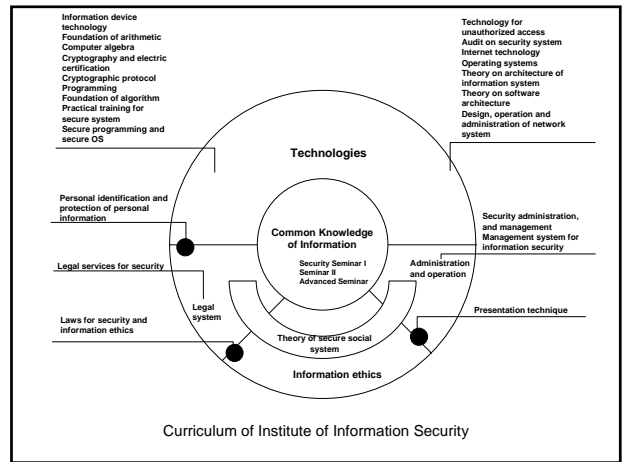 Information device
technology
Foundation of arithmetic
Computer algebra
Cryptography and electric
certification
Cryptographic protocol
Programming
Foundation of algorithm
Practical training for
secure system
Secure programming and
secure OS
Technology for
unauthorized access
Audit on security system
Internet technology
Operating systems
Theory on architecture of
information system
Theory on software
architecture
Design, operation and
administration of network
system
Technologies
Personal identification and
protection of personal
information
Common Knowledge
of Information
Security Seminar I
Seminar II
Advanced Seminar
Security administration,
and management
Management system for
information security
Legal services for security
Administration
and operation
Legal
system
Laws for security and
information ethics
Presentation technique
Theory of secure social
system
Information ethics
Curriculum of Institute of Information Security